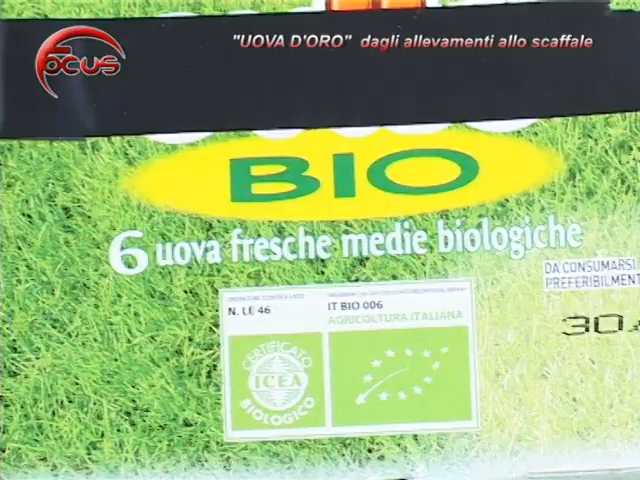 FOCUS
"UOVA D'ORO" dagli allevamenti allo scaffale
BIO
6 uova fresche medie biologiche
DA CONSUMARSI
PREFERIBILMENT
30
N. LE 46
IT BIO 006
AGRICOLTURA ITALIANA
CERTIFICATO
ICEA
BIOLOGICO